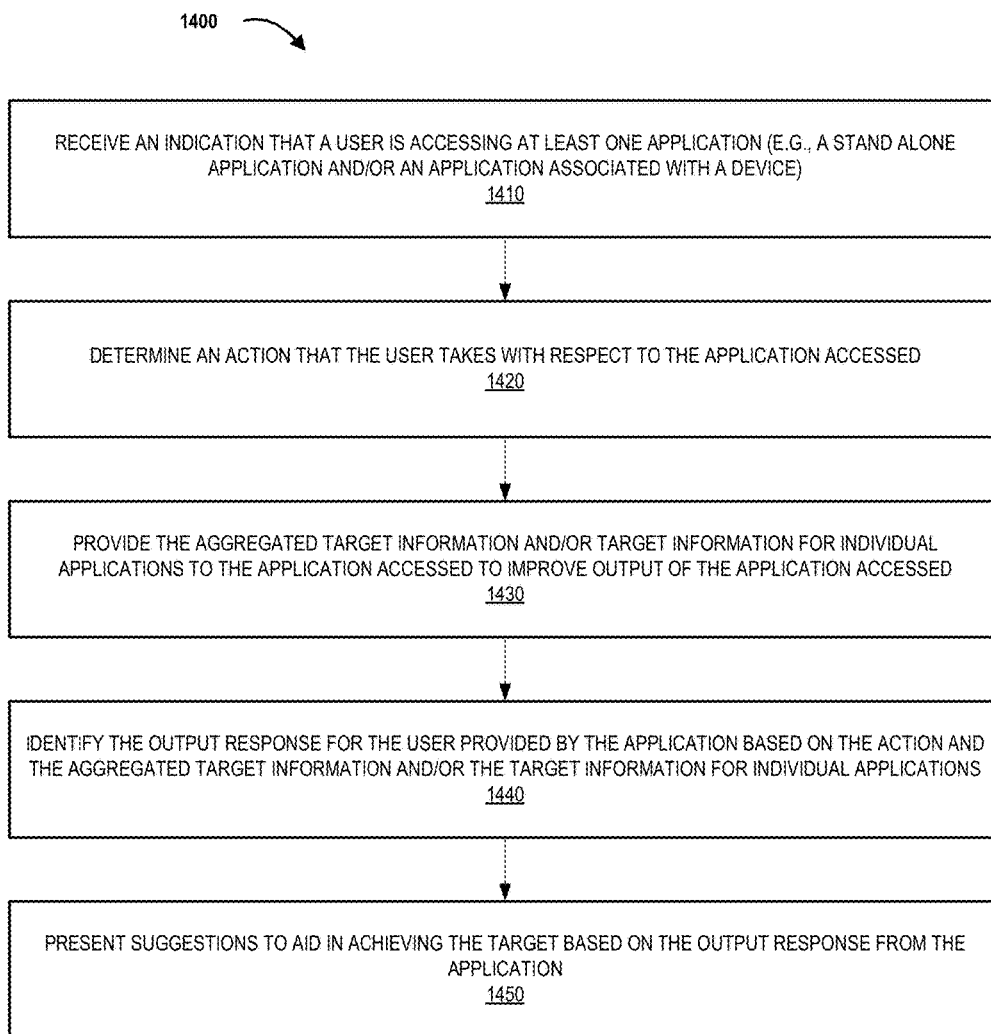 1400
RECEIVE AN INDICATION THAT A USER IS ACCESSING AT LEAST ONE APPLICATION (E.G., A STAND ALONE
APPLICATION AND/OR AN APPLICATION ASSOCIATED WITH A DEVICE)
1410
DETERMINE AN ACTION THAT THE USER TAKES WITH RESPECT TO THE APPLICATION ACCESSED
1420
PROVIDE THE AGGREGATED TARGET INFORMATION AND/OR TARGET INFORMATION FOR INDIVIDUAL
APPLICATIONS TO THE APPLICATION ACCESSED TO IMPROVE OUTPUT OF THE APPLICATION ACCESSED
1430
IDENTIFY THE OUTPUT RESPONSE FOR THE USER PROVIDED BY THE APPLICATION BASED ON THE ACTION AND
THE AGGREGATED TARGET INFORMATION AND/OR THE TARGET INFORMATION FOR INDIVIDUAL APPLICATIONS
1440
PRESENT SUGGESTIONS TO AID IN ACHIEVING THE TARGET BASED ON THE OUTPUT RESPONSE FROM THE
APPLICATION
1450